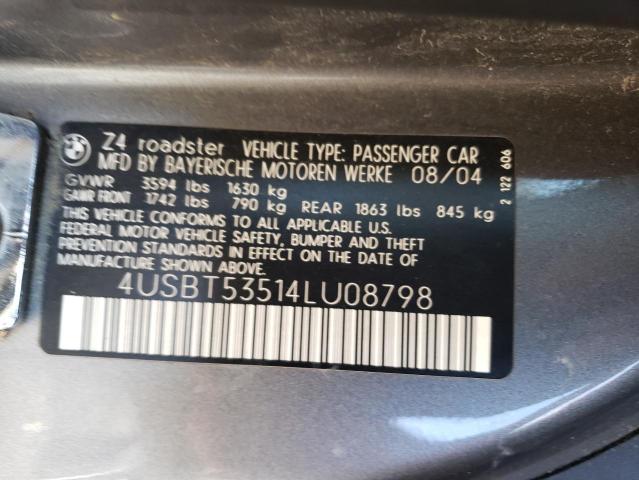 Z4 roadster VEHICLE TYPE: PASSENGER CAR
MFD BY BAYERISCHE MOTOREN WERKE 08/04
GVWR 3594 lbs 1630 kg
GAWR FRONT 1742 lbs 790 kg REAR 1863 lbs 845 kg
THIS VEHICLE CONFORMS TO ALL APPLICABLE U.S.
FEDERAL MOTOR VEHICLE SAFETY, BUMPER AND THEFT
PREVENTION STANDARDS IN EFFECT ON THE DATE OF
MANUFACTURE SHOWN ABOVE.
4USBT53514LU08798
2 122 606